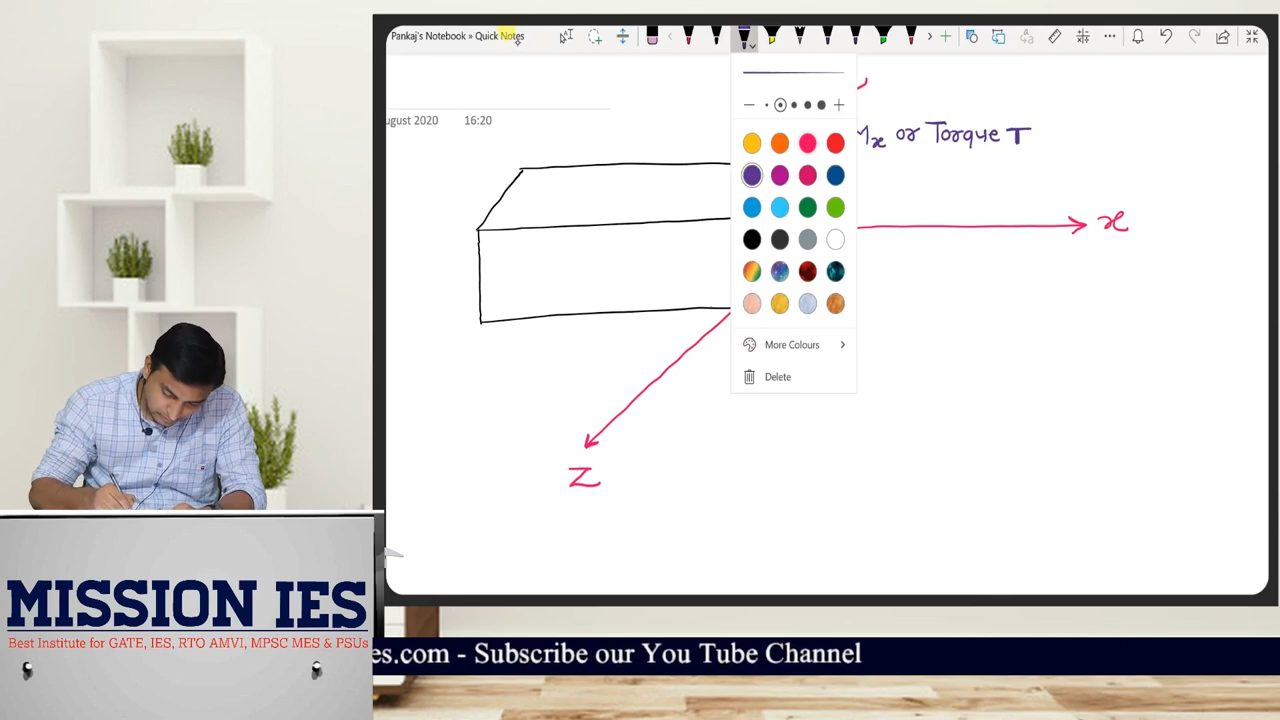 Pankaj's Notebook » Quick Notes
ugust 2020 16:20
Mx or Torque T
x
Z
More Colours
Delete
MISSION IES
Best Institute for GATE, IES, RTO AMVI, MPSC MES & PSUs
es.com - Subscribe our You Tube Channel